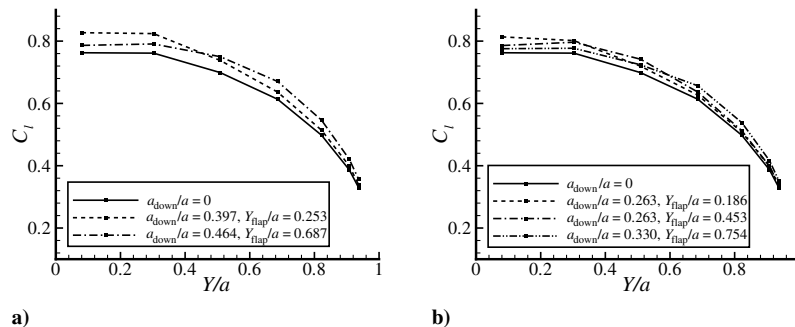 0.8
0.6
0.4
0.2
C_l
a_down/a = 0
a_down/a = 0.397, Y_flap/a = 0.253
a_down/a = 0.464, Y_flap/a = 0.687
0 0.2 0.4 0.6 0.8 1
Y/a
a)
0.8
0.6
0.4
0.2
C_l
a_down/a = 0
a_down/a = 0.263, Y_flap/a = 0.186
a_down/a = 0.263, Y_flap/a = 0.453
a_down/a = 0.330, Y_flap/a = 0.754
0 0.2 0.4 0.6 0.8
Y/a
b)